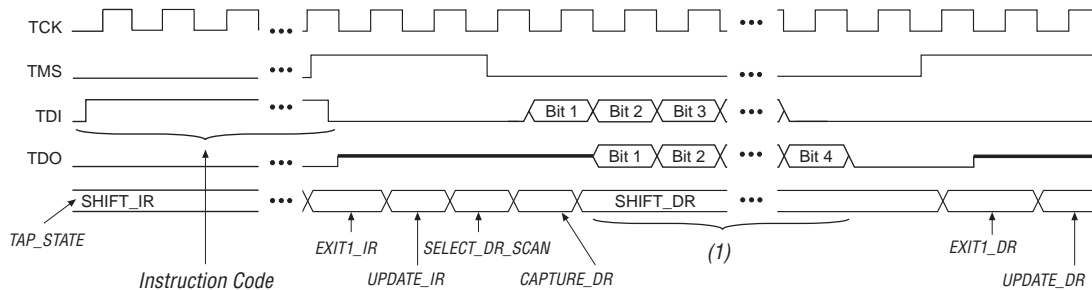 TCK
•••
•••
TMS
•••
•••
TDI
•••
Bit 1
Bit 2
Bit 3
•••
TDO
•••
Bit 1
Bit 2
•••
Bit 4
SHIFT_IR
•••
SHIFT_DR
•••
TAP_STATE
EXIT1_IR
SELECT_DR_SCAN
(1)
EXIT1_DR
Instruction Code
UPDATE_IR
CAPTURE_DR
UPDATE_DR